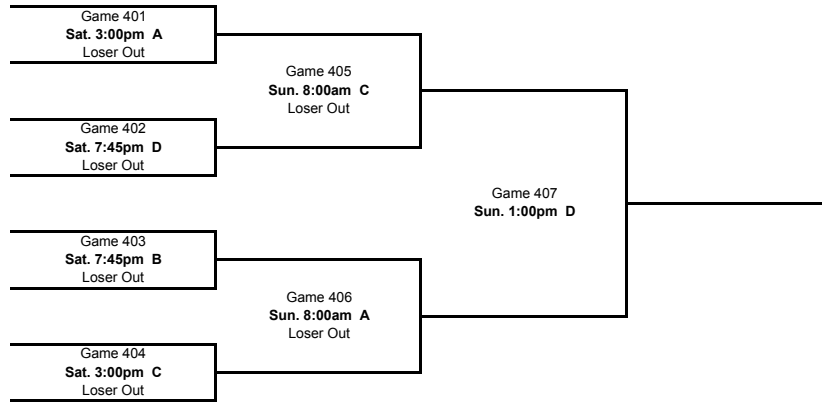 Game 401
Sat. 3:00pm A
Loser Out
Game 405
Sun. 8:00am C
Loser Out
Game 402
Sat. 7:45pm D
Loser Out
Game 407
Sun. 1:00pm D
Game 403
Sat. 7:45pm B
Loser Out
Game 406
Sun. 8:00am A
Loser Out
Game 404
Sat. 3:00pm C
Loser Out